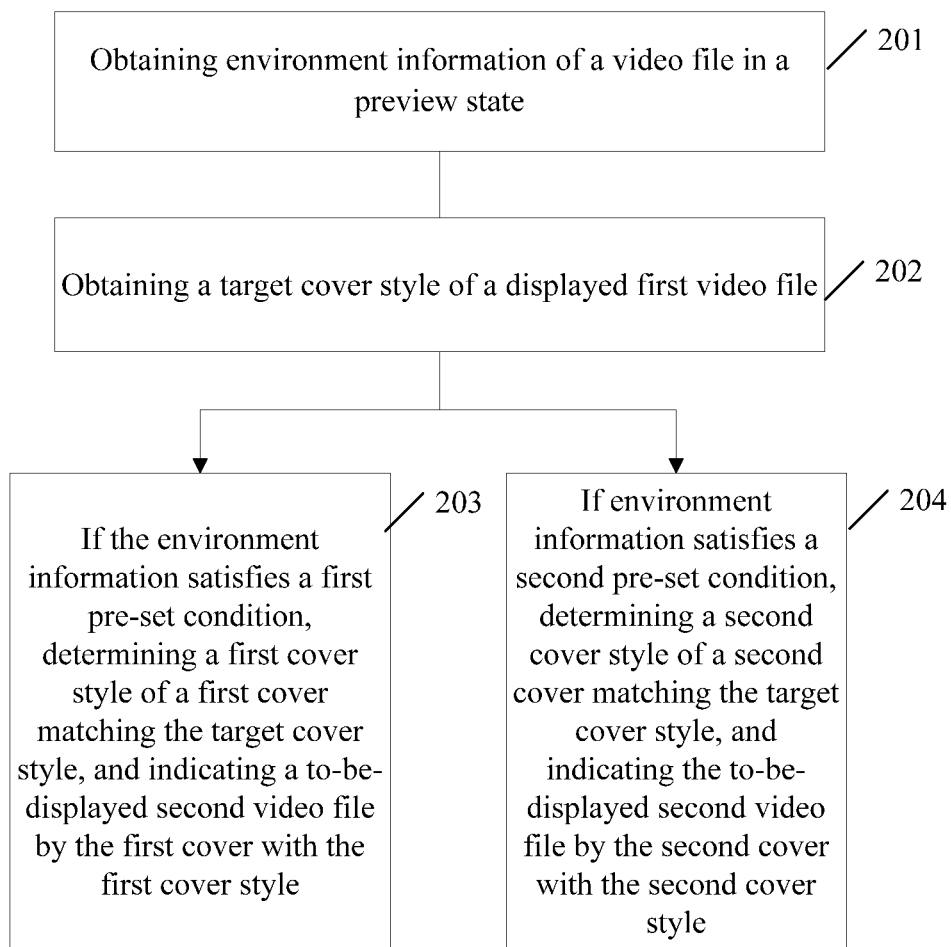 Obtaining environment information of a video file in a
preview state
201
Obtaining a target cover style of a displayed first video file
202
If the environment
information satisfies a first
pre-set condition,
determining a first cover
style of a first cover
matching the target cover
style, and indicating a to-be-
displayed second video file
by the first cover with the
first cover style
203
If environment
information satisfies a
second pre-set condition,
determining a second
cover style of a second
cover matching the target
cover style, and
indicating the to-be-
displayed second video
file by the second cover
with the second cover
style
204